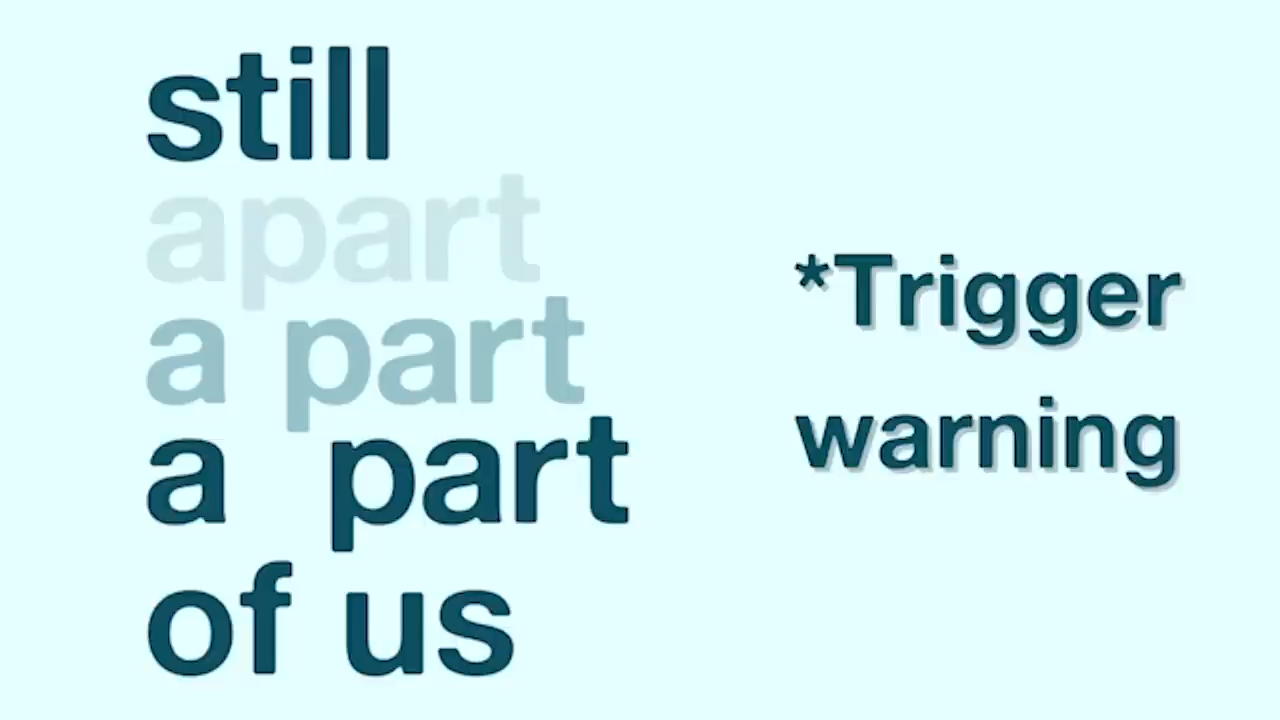 still
apart
a part
a part
of us
*Trigger
warning